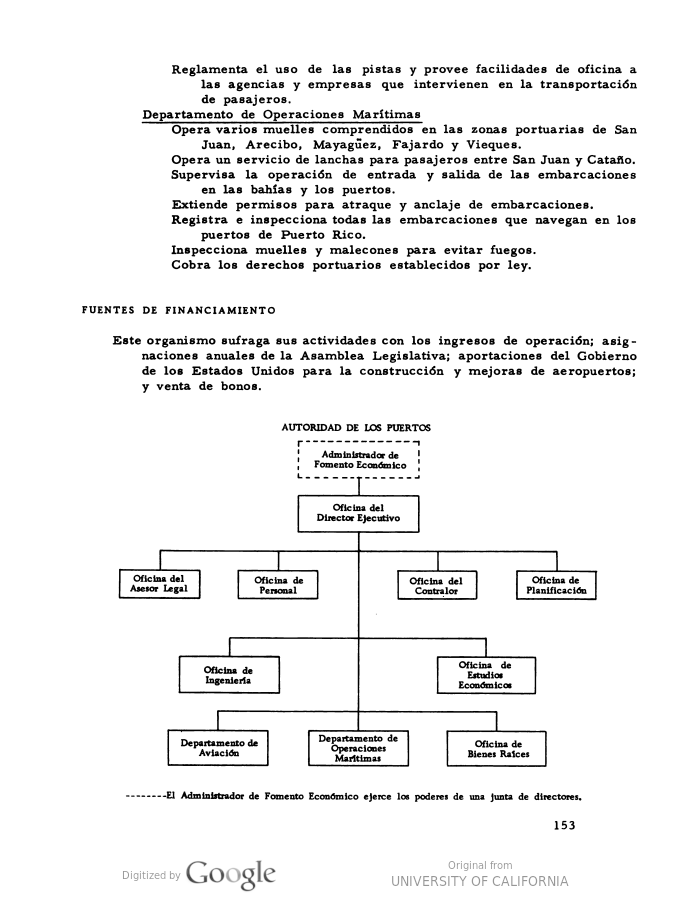 Reglamenta el uso de las pistas y provee facilidades de oficina a
las agencias y empresas que intervienen en la transportación
de pasajeros.
Departamento de Operaciones Marítimas
Opera varios muelles comprendidos en las zonas portuarias de San
Juan, Arecibo, Mayagüez, Fajardo y Vieques.
Opera un servicio de lanchas para pasajeros entre San Juan y Cataño.
Supervisa la operación de entrada y salida de las embarcaciones
en las bahías y los puertos.
Extiende permisos para atraque y anclaje de embarcaciones.
Registra e inspecciona todas las embarcaciones que navegan en los
puertos de Puerto Rico.
Inspecciona muelles y malecones para evitar fuegos.
Cobra los derechos portuarios establecidos por ley.
FUENTES DE FINANCIAMIENTO
Este organismo sufraga sus actividades con los ingresos de operación; asig-
naciones anuales de la Asamblea Legislativa; aportaciones del Gobierno
de los Estados Unidos para la construcción y mejoras de aeropuertos;
y venta de bonos.
AUTORIDAD DE LOS PUERTOS
Administrador de
Fomento Económico
Oficina del
Director Ejecutivo
Oficina del
Asesor Legal
Oficina de
Personal
Oficina del
Contralor
Oficina de
Planificación
Oficina de
Ingeniería
Oficina de
Estudios
Económicos
Departamento de
Aviación
Departamento de
Operaciones
Marítimas
Oficina de
Bienes Raíces
--------El Administrador de Fomento Económico ejerce los poderes de una junta de directores.
153
Digitized by Google
Original from
UNIVERSITY OF CALIFORNIA